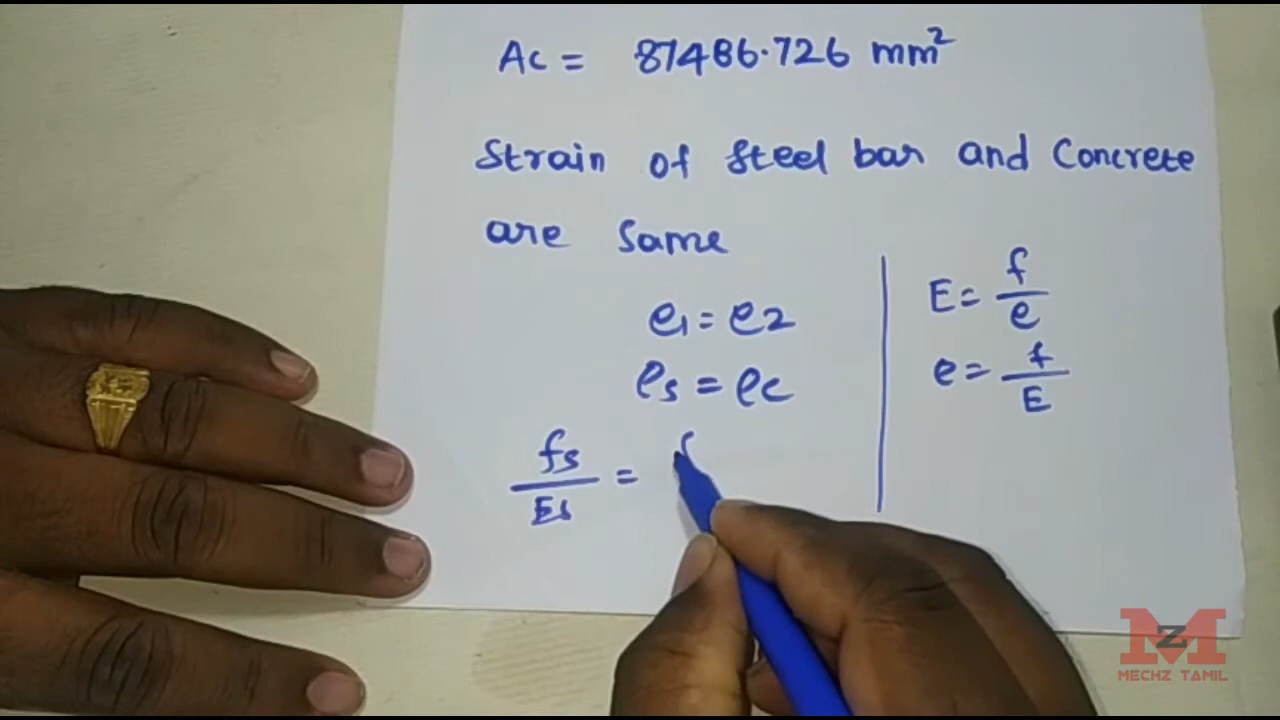 Ac = 87486.726 mm²
Strain of Steel bar and Concrete
are Same
e1 = e2
es = ec
fs/Es = f
E = f/e
e = f/E
MZ
MECHZ TAMIL